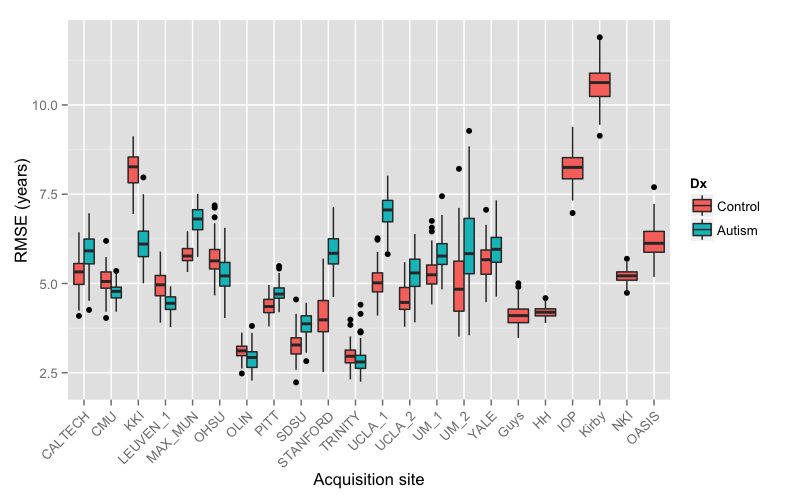 RMSE (years)
10.0
7.5
5.0
2.5
CALTECH
CMU
KKI
LEUVEN_1
MAX_MUN
OHSU
OLIN
PITT
SDSU
STANFORD
TRINITY
UCLA_1
UCLA_2
UM_1
UM_2
YALE
Guys
HH
IOP
Kirby
NKI
OASIS
Acquisition site
Dx
Control
Autism